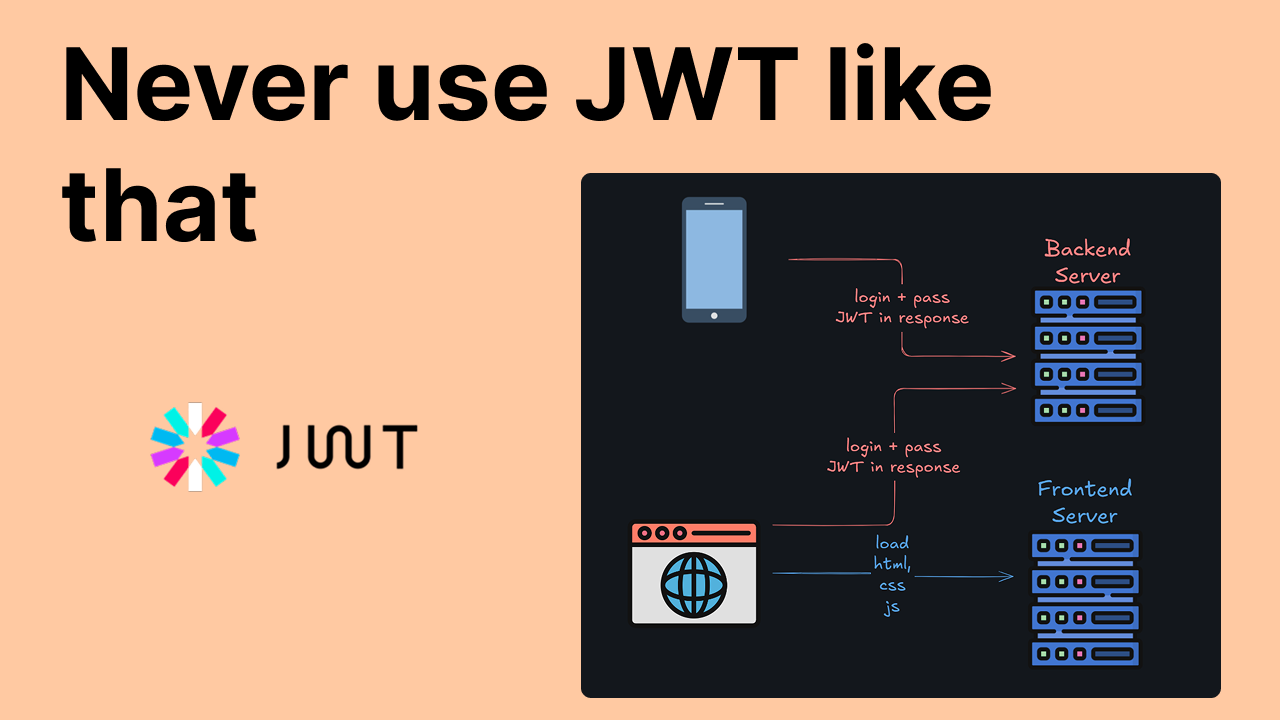 Never use JWT like
that
JWT
Backend
Server
login + pass
JWT in response
login + pass
JWT in response
Frontend
Server
load
html,
css
js